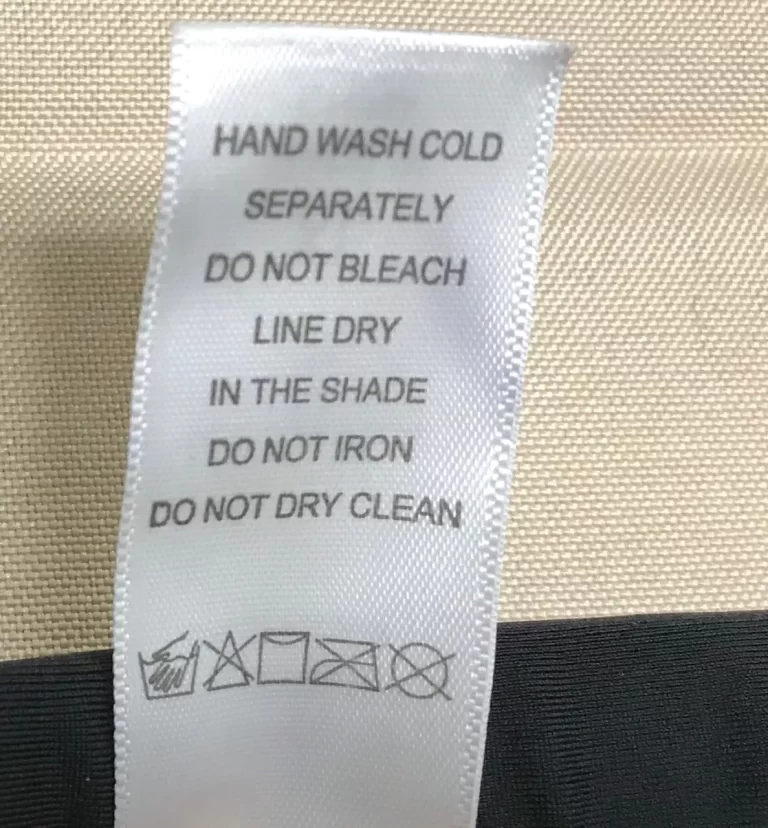 HAND WASH COLD
SEPARATELY
DO NOT BLEACH
LINE DRY
IN THE SHADE
DO NOT IRON
DO NOT DRY CLEAN